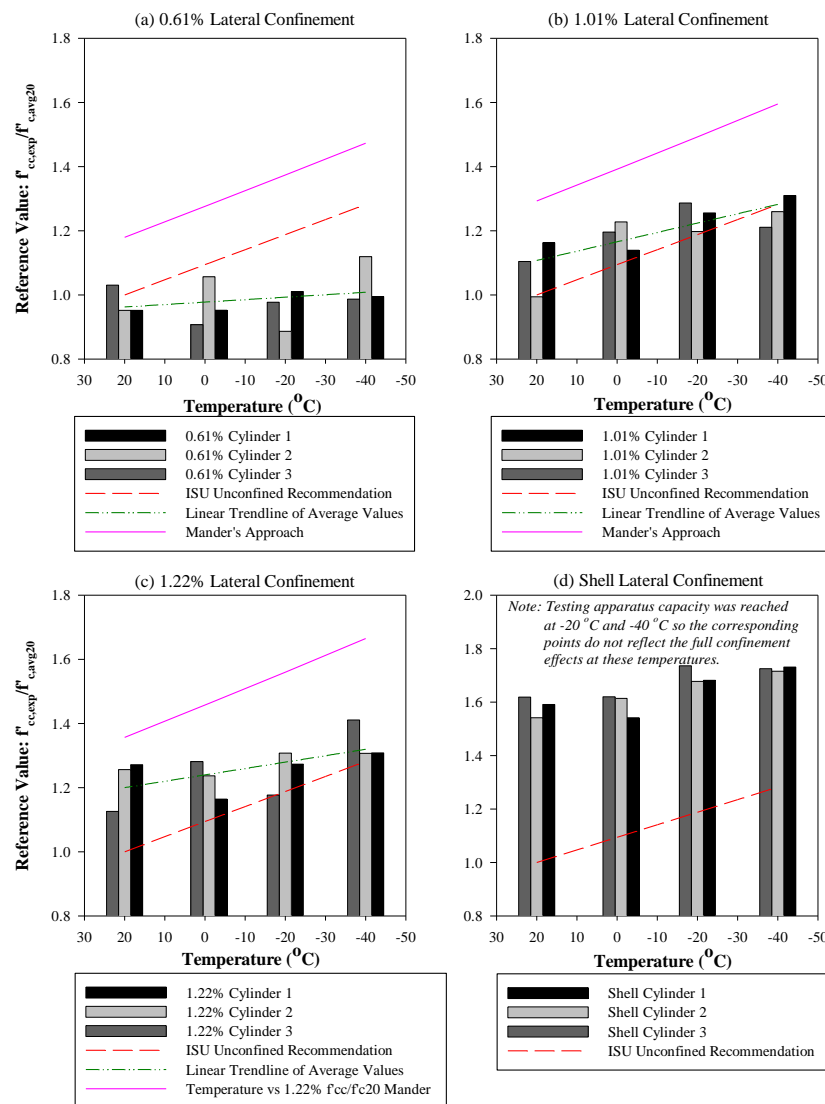 (a) 0.61% Lateral Confinement
Reference Value: f'cc,exp/f'c,avg20
1.8
1.6
1.4
1.2
1.0
0.8
30 20 10 0 -10 -20 -30 -40 -50
Temperature (°C)
0.61% Cylinder 1
0.61% Cylinder 2
0.61% Cylinder 3
ISU Unconfined Recommendation
Linear Trendline of Average Values
Mander's Approach
(b) 1.01% Lateral Confinement
1.8
1.6
1.4
1.2
1.0
0.8
30 20 10 0 -10 -20 -30 -40 -50
Temperature (°C)
1.01% Cylinder 1
1.01% Cylinder 2
1.01% Cylinder 3
ISU Unconfined Recommendation
Linear Trendline of Average Values
Mander's Approach
(c) 1.22% Lateral Confinement
Reference Value: f'cc,exp/f'c,avg20
1.8
1.6
1.4
1.2
1.0
0.8
30 20 10 0 -10 -20 -30 -40 -50
Temperature (°C)
1.22% Cylinder 1
1.22% Cylinder 2
1.22% Cylinder 3
ISU Unconfined Recommendation
Linear Trendline of Average Values
Temperature vs 1.22% f'cc/f'c20 Mander
(d) Shell Lateral Confinement
2.0
1.8
1.6
1.4
1.2
1.0
0.8
Note: Testing apparatus capacity was reached
at -20 °C and -40 °C so the corresponding
points do not reflect the full confinement
effects at these temperatures.
30 20 10 0 -10 -20 -30 -40 -50
Temperature (°C)
Shell Cylinder 1
Shell Cylinder 2
Shell Cylinder 3
ISU Unconfined Recommendation